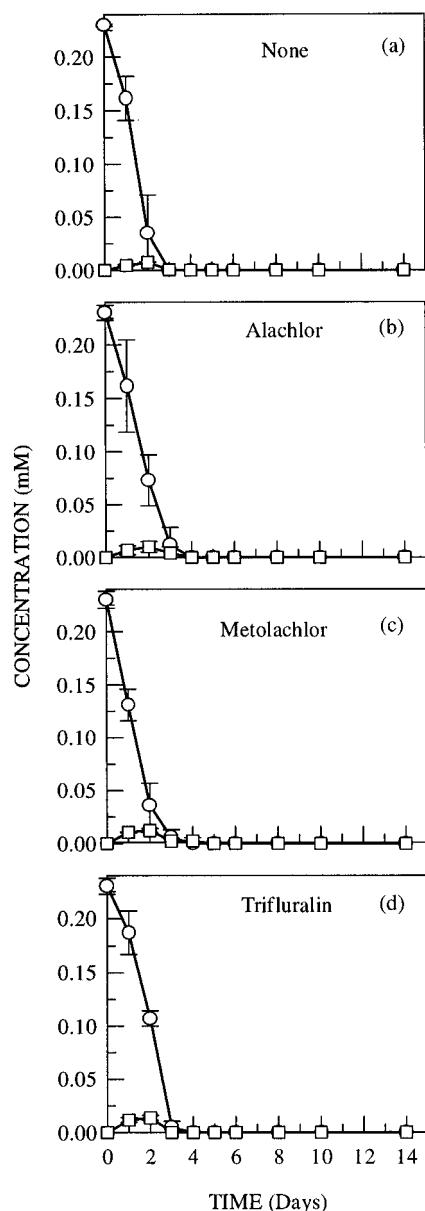 None (a)
0.20
0.15
0.10
0.05
0.00
Alachlor (b)
0.20
0.15
0.10
0.05
0.00
Metolachlor (c)
0.20
0.15
0.10
0.05
0.00
Trifluralin (d)
0.20
0.15
0.10
0.05
0.00
0 2 4 6 8 10 12 14
TIME (Days)
CONCENTRATION (mM)